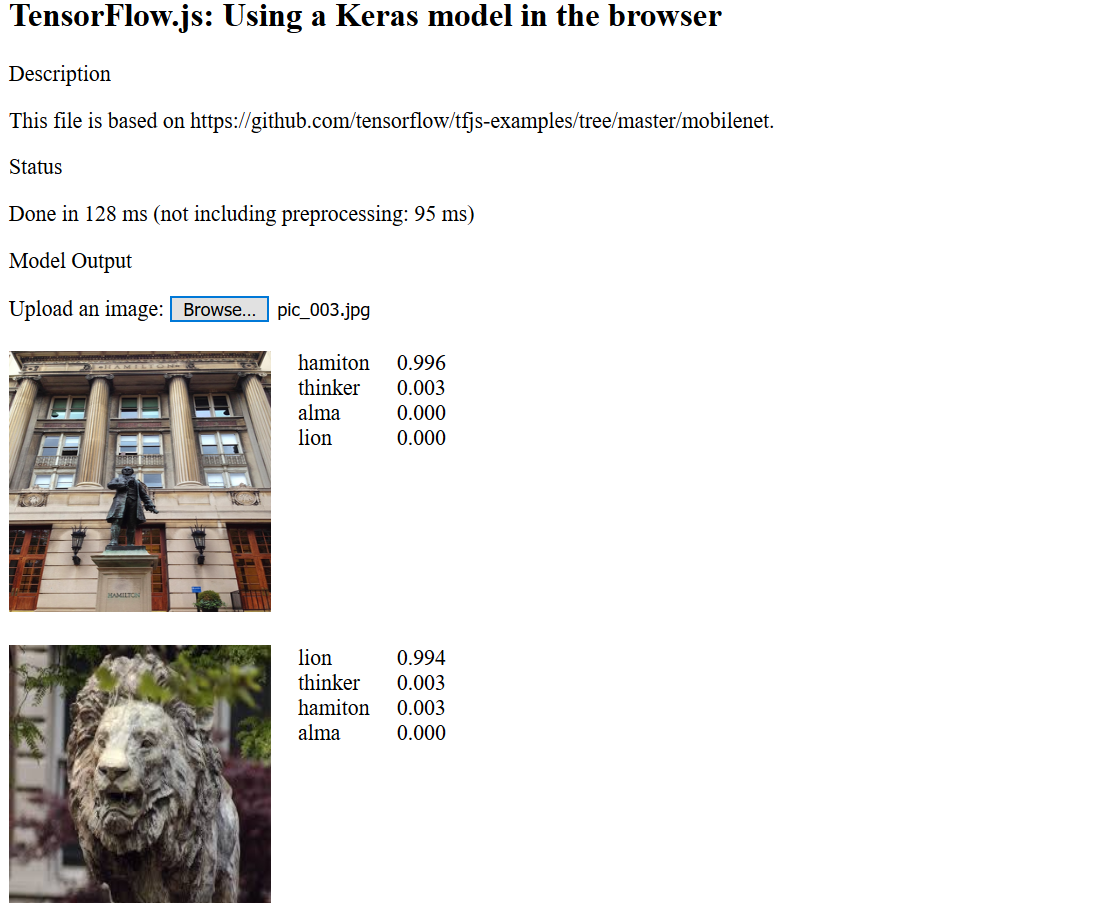 TensorFlow.js: Using a Keras model in the browser
Description
This file is based on https://github.com/tensorflow/tfjs-examples/tree/master/mobilenet.
Status
Done in 128 ms (not including preprocessing: 95 ms)
Model Output
Upload an image: Browse... pic_003.jpg
HAMILTON
HAMILTON
hamiton 0.996
thinker 0.003
alma 0.000
lion 0.000
lion 0.994
thinker 0.003
hamiton 0.003
alma 0.000